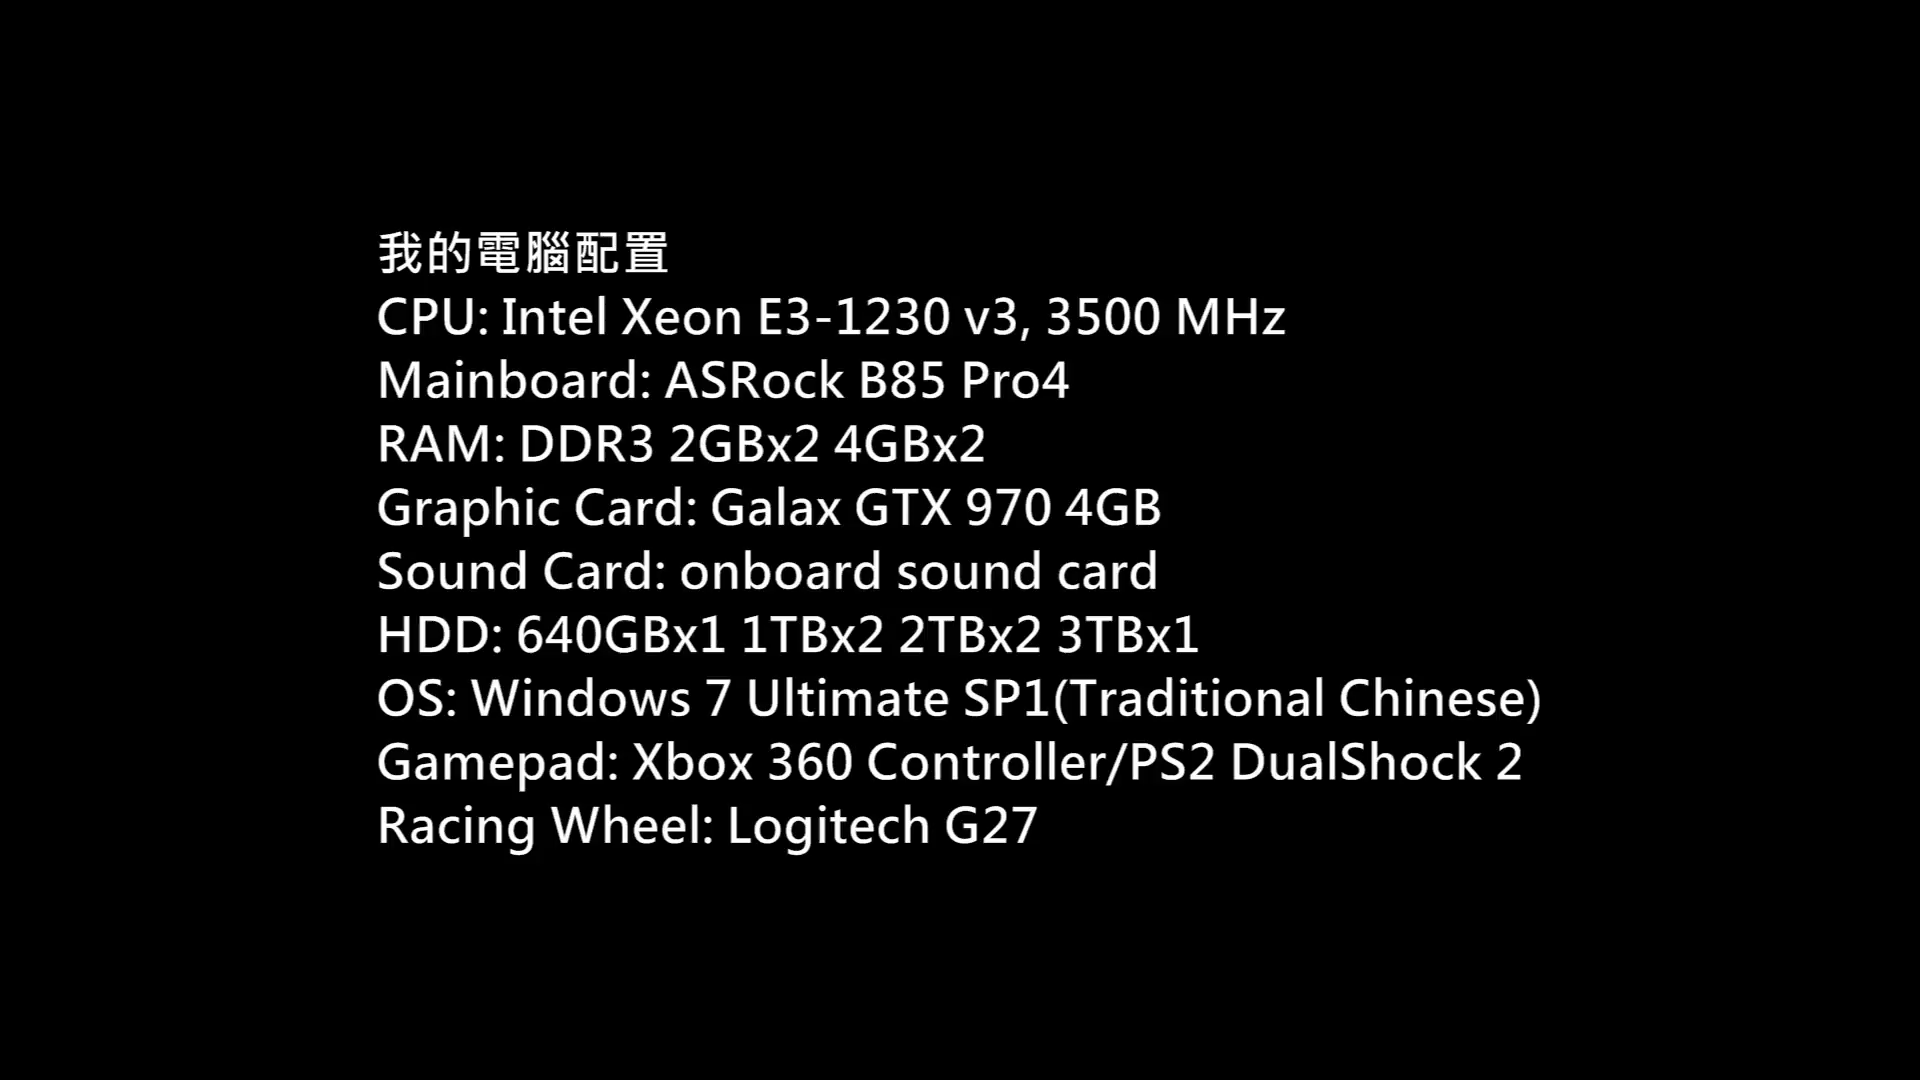 我的電腦配置
CPU: Intel Xeon E3-1230 v3, 3500 MHz
Mainboard: ASRock B85 Pro4
RAM: DDR3 2GBx2 4GBx2
Graphic Card: Galax GTX 970 4GB
Sound Card: onboard sound card
HDD: 640GBx1 1TBx2 2TBx2 3TBx1
OS: Windows 7 Ultimate SP1(Traditional Chinese)
Gamepad: Xbox 360 Controller/PS2 DualShock 2
Racing Wheel: Logitech G27